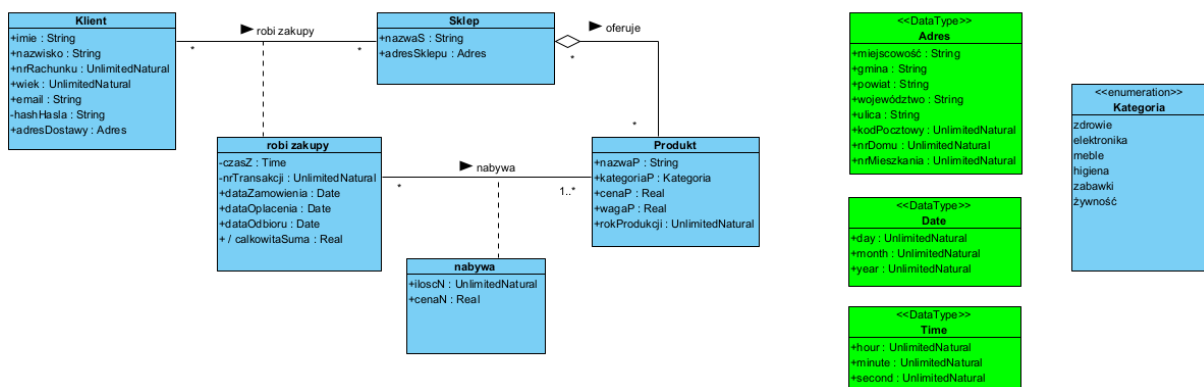 Klient
+imie : String
+nazwisko : String
+nrRachunku : UnlimitedNatural
+wiek : UnlimitedNatural
+email : String
-hashHasla : String
+adresDostawy : Adres
robi zakupy
*
*
Sklep
+nazwaS : String
+adresSklepu : Adres
oferuje
*
*
robi zakupy
-czasZ : Time
-nrTransakcji : UnlimitedNatural
+dataZamowienia : Date
+dataOplacenia : Date
+dataOdbioru : Date
+ / calkowitaSuma : Real
nabywa
*
1..*
Produkt
+nazwaP : String
+kategoriaP : Kategoria
+cenaP : Real
+wagaP : Real
+rokProdukcji : UnlimitedNatural
nabywa
+iloscN : UnlimitedNatural
+cenaN : Real
<<DataType>>
Adres
+miejscowość : String
+gmina : String
+powiat : String
+województwo : String
+ulica : String
+kodPocztowy : UnlimitedNatural
+nrDomu : UnlimitedNatural
+nrMieszkania : UnlimitedNatural
<<DataType>>
Date
+day : UnlimitedNatural
+month : UnlimitedNatural
+year : UnlimitedNatural
<<DataType>>
Time
+hour : UnlimitedNatural
+minute : UnlimitedNatural
+second : UnlimitedNatural
<<enumeration>>
Kategoria
zdrowie
elektronika
meble
higiena
zabawki
żywność